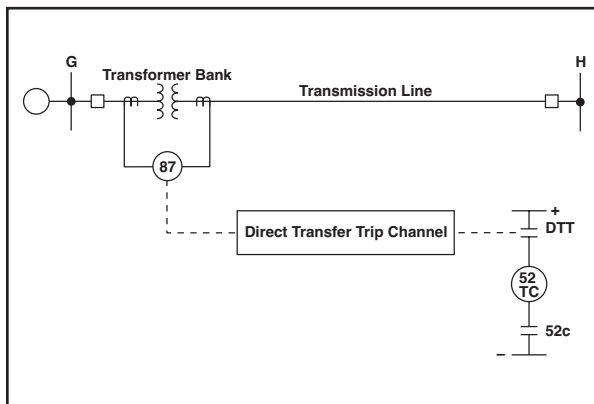 G
H
Transformer Bank
Transmission Line
87
Direct Transfer Trip Channel
+
DTT
52
TC
52c
–